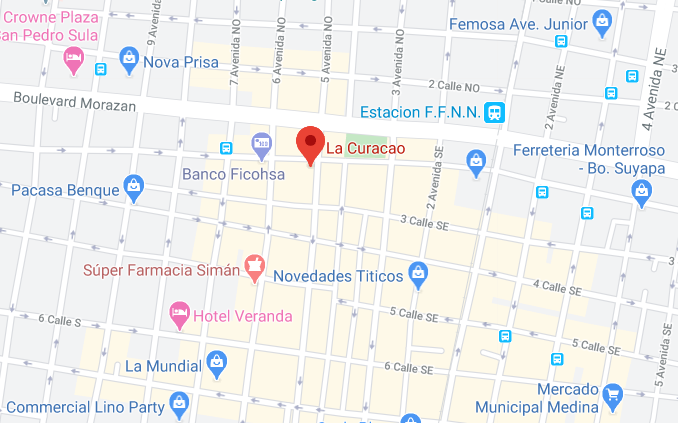 Crowne Plaza
San Pedro Sula
9 Avenida NO
Nova Prisa
7 Avenida NO
6 Avenida NO
5 Avenida NO
3 Avenida NO
Femosa Ave. Junior
2 Calle NO
2 Avenida NE
4 Avenida NE
Boulevard Morazan
Estacion F.F.N.N.
La Curacao
Banco Ficohsa
2 Avenida SE
Ferreteria Monterroso
- Bo. Suyapa
Pacasa Benque
3 Calle SE
Súper Farmacia Simán
Novedades Titicos
4 Calle SE
Hotel Veranda
5 Calle SE
6 Calle S
6 Calle SE
La Mundial
Mercado
Municipal Medina
Commercial Lino Party